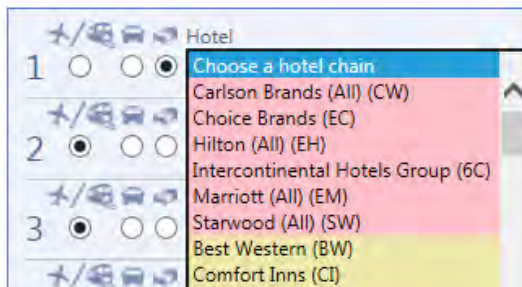 Hotel
1
Choose a hotel chain
Carlson Brands (All) (CW)
Choice Brands (EC)
2
Hilton (All) (EH)
Intercontinental Hotels Group (6C)
Marriott (All) (EM)
3
Starwood (All) (SW)
Best Western (BW)
Comfort Inns (CI)